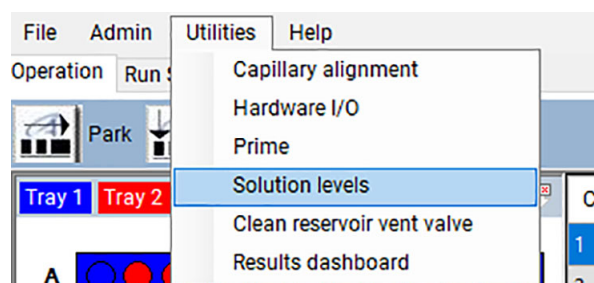 File Admin Utilities Help
Operation Run
Capillary alignment
Hardware I/O
Park
Prime
Tray 1 Tray 2
Solution levels
Clean reservoir vent valve
1
A
Results dashboard